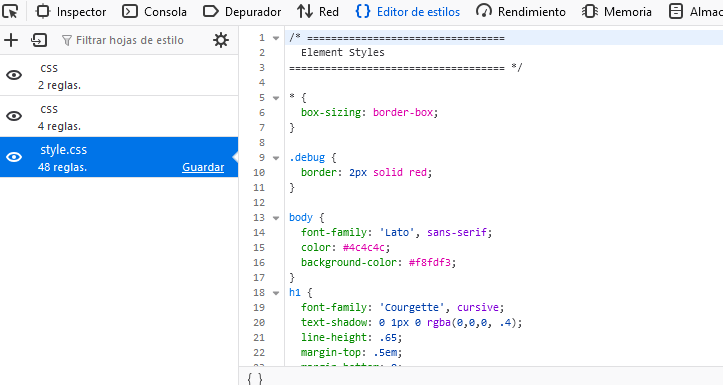 Inspector Consola Depurador Red Editor de estilos Rendimiento Memoria Almac
Filtrar hojas de estilo
css
2 reglas.
css
4 reglas.
style.css
48 reglas. Guardar
1 /* =================================
2 Element Styles
3 ==================================== */
4
5 * {
6 box-sizing: border-box;
7 }
8
9 .debug {
10 border: 2px solid red;
11 }
12
13 body {
14 font-family: 'Lato', sans-serif;
15 color: #4c4c4c;
16 background-color: #f8fdf3;
17 }
18 h1 {
19 font-family: 'Courgette', cursive;
20 text-shadow: 0 1px 0 rgba(0,0,0, .4);
21 line-height: .65;
22 margin-top: .5em;
23 margin-bottom: 0;
{ }